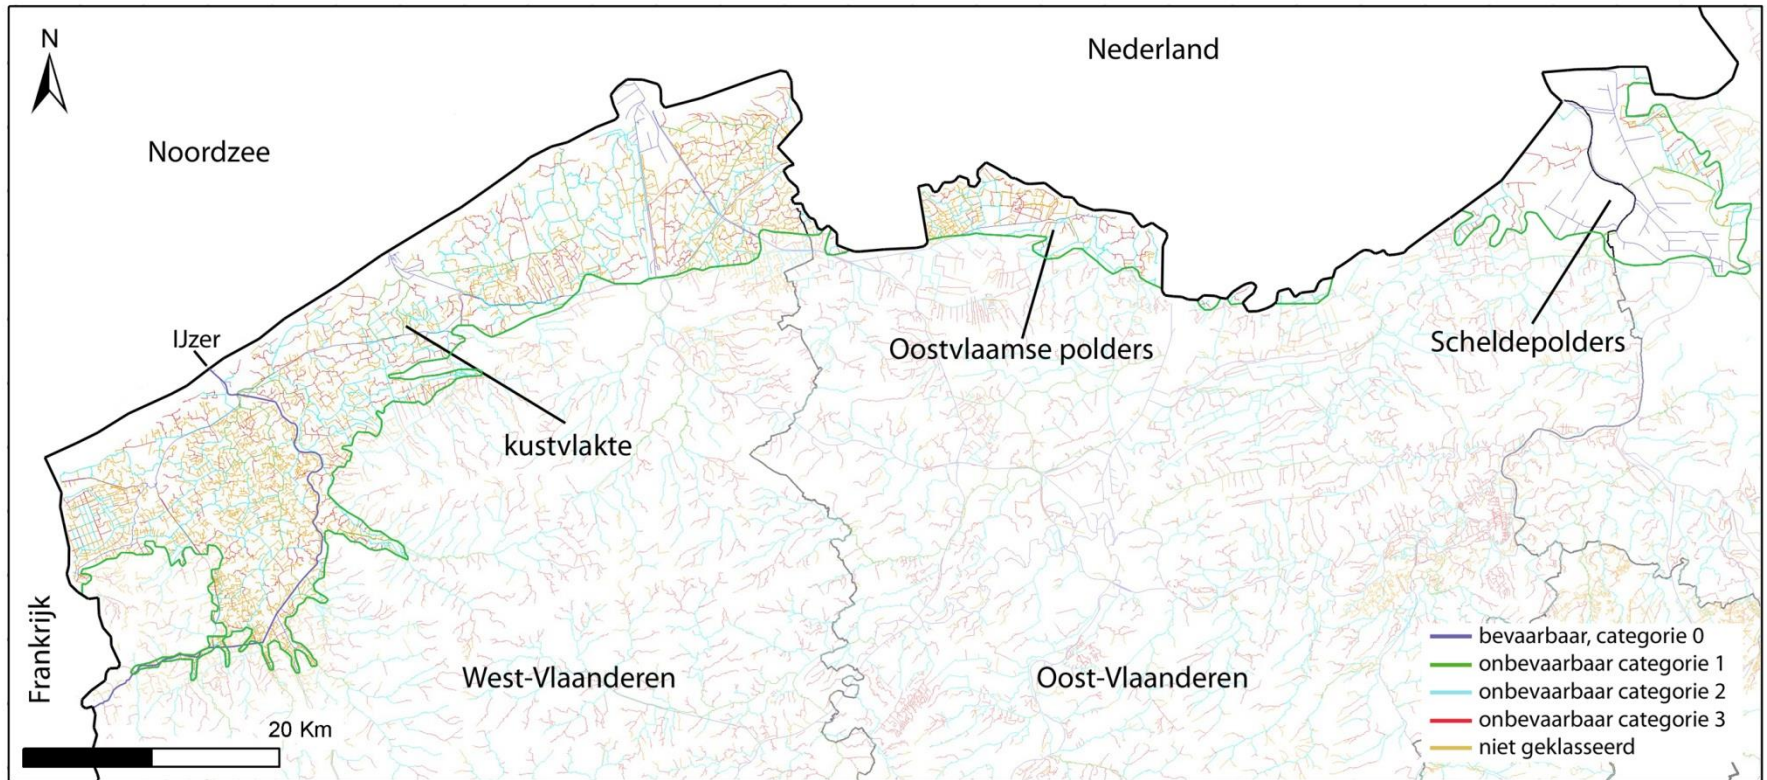 N
Nederland
Noordzee
IJzer
Oostvlaamse polders
Scheldepolders
kustvlakte
Frankrijk
West-Vlaanderen
Oost-Vlaanderen
20 Km
bevaarbaar, categorie 0
onbevaarbaar categorie 1
onbevaarbaar categorie 2
onbevaarbaar categorie 3
niet geklasseerd